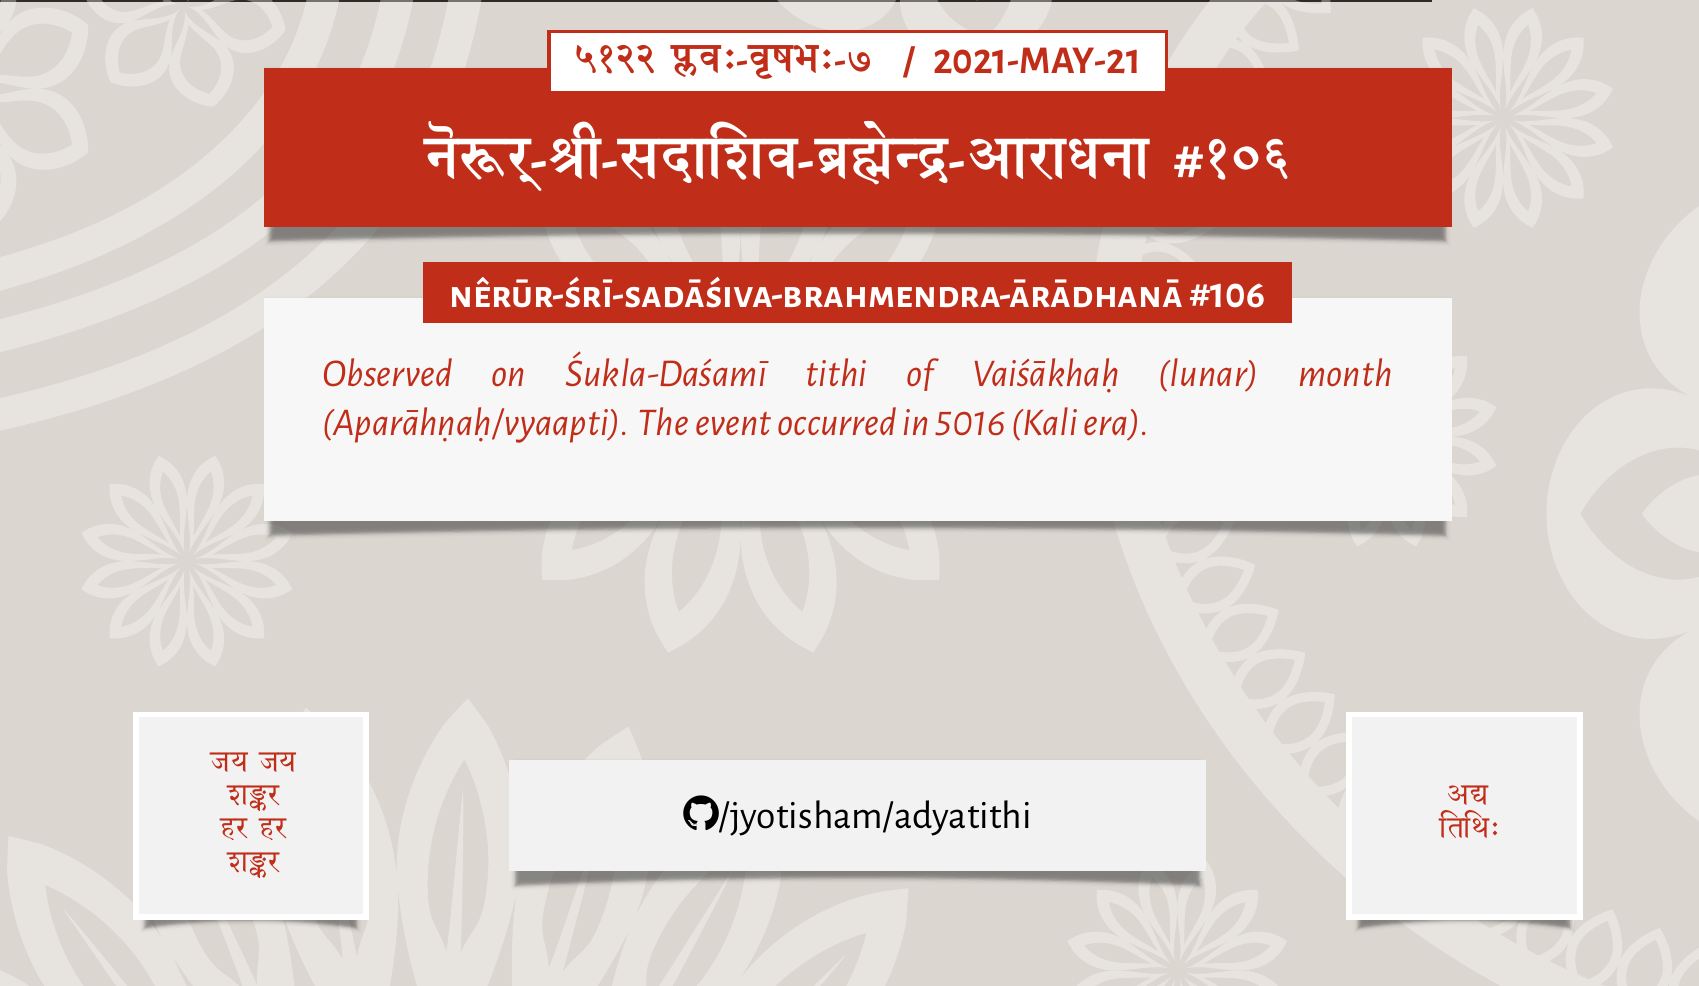 ५१२२ प्लवः-वृषभः-७ / 2021-MAY-21
नॆरूर्-श्री-सदाशिव-ब्रह्मेन्द्र-आराधना #१०६
NÊRŪR-ŚRĪ-SADĀŚIVA-BRAHMENDRA-ĀRĀDHANĀ #106
Observed on Śukla-Daśamī tithi of Vaiśākhaḥ (lunar) month
(Aparāhṇaḥ/vyaapti). The event occurred in 5016 (Kali era).
जय जय
शङ्कर
हर हर
शङ्कर
/jyotisham/adyatithi
अद्य
तिथिः